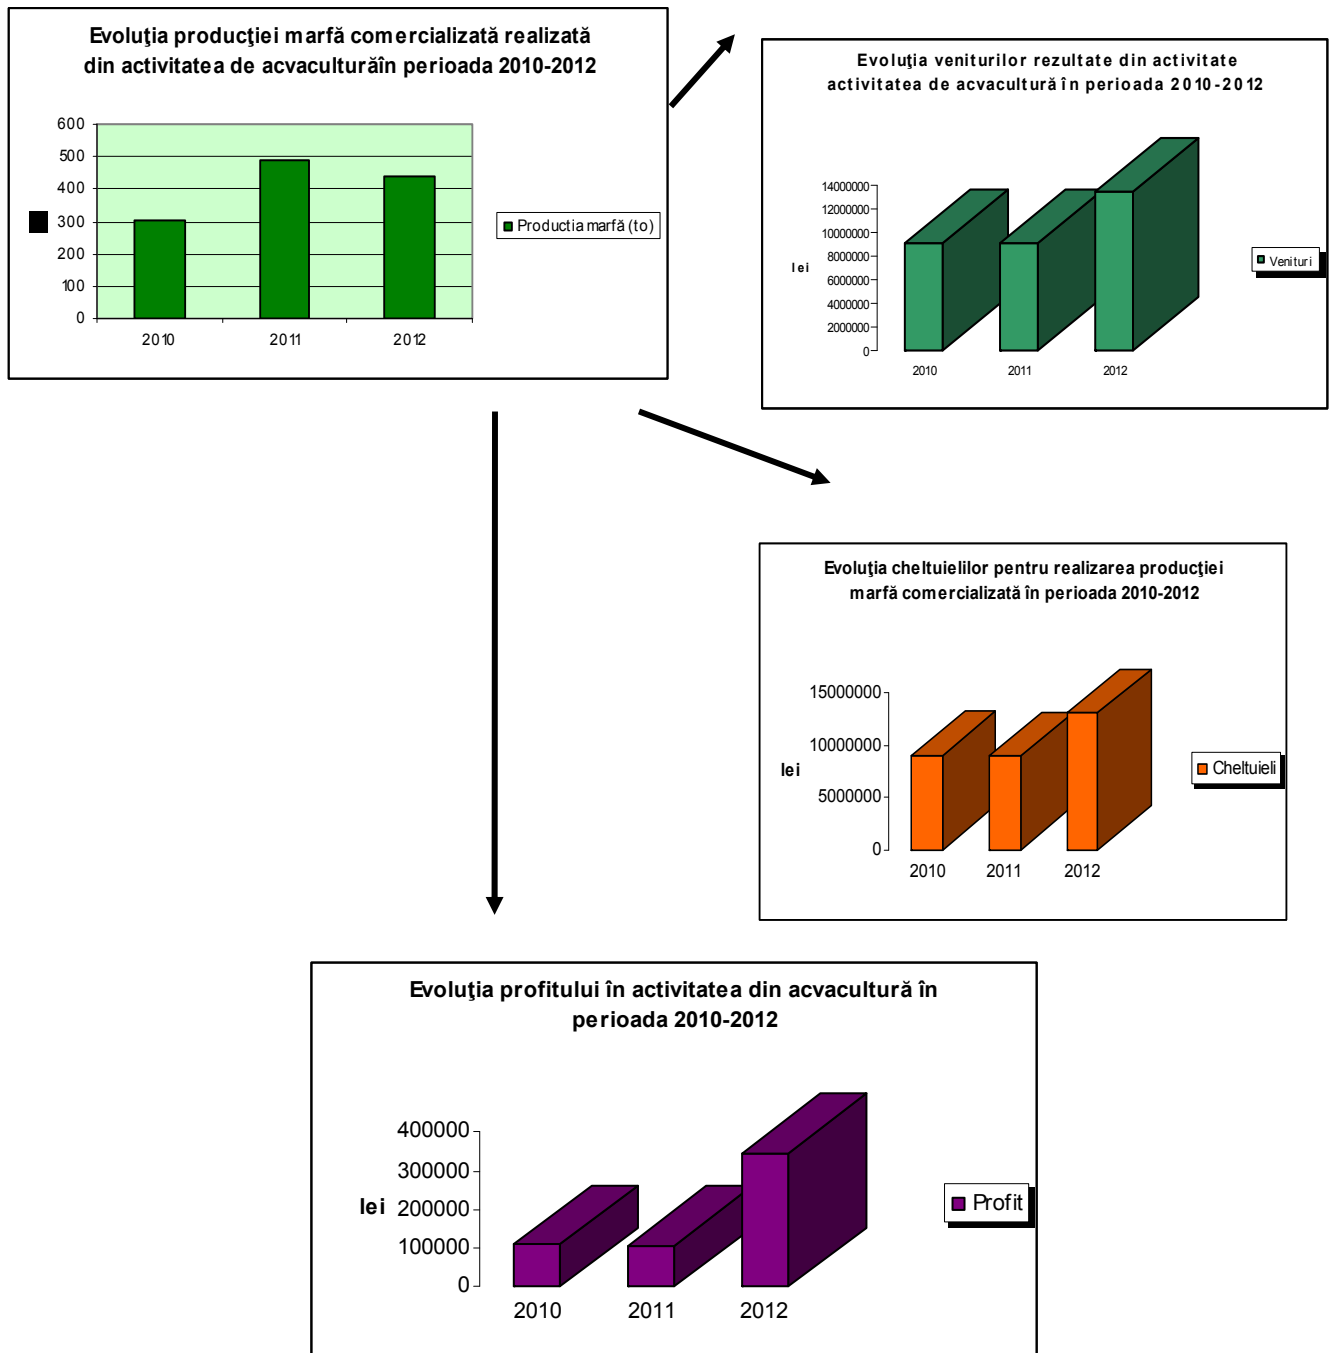 Evoluţia producţiei marfă comercializată realizată
din activitatea de acvaculturăîn perioada 2010-2012
600
500
400
300
200
100
0
2010 2011 2012
Productia marfă (to)
Evoluţia veniturilor rezultate din activitate
activitatea de acvacultură în perioada 2010-2012
14000000
12000000
10000000
8000000
6000000
4000000
2000000
0
lei
2010 2011 2012
Venituri
Evoluţia cheltuielilor pentru realizarea producţiei
marfă comercializată în perioada 2010-2012
15000000
10000000
5000000
0
lei
2010 2011 2012
Cheltuieli
Evoluţia profitului în activitatea din acvacultură în
perioada 2010-2012
400000
300000
200000
100000
0
lei
2010 2011 2012
Profit